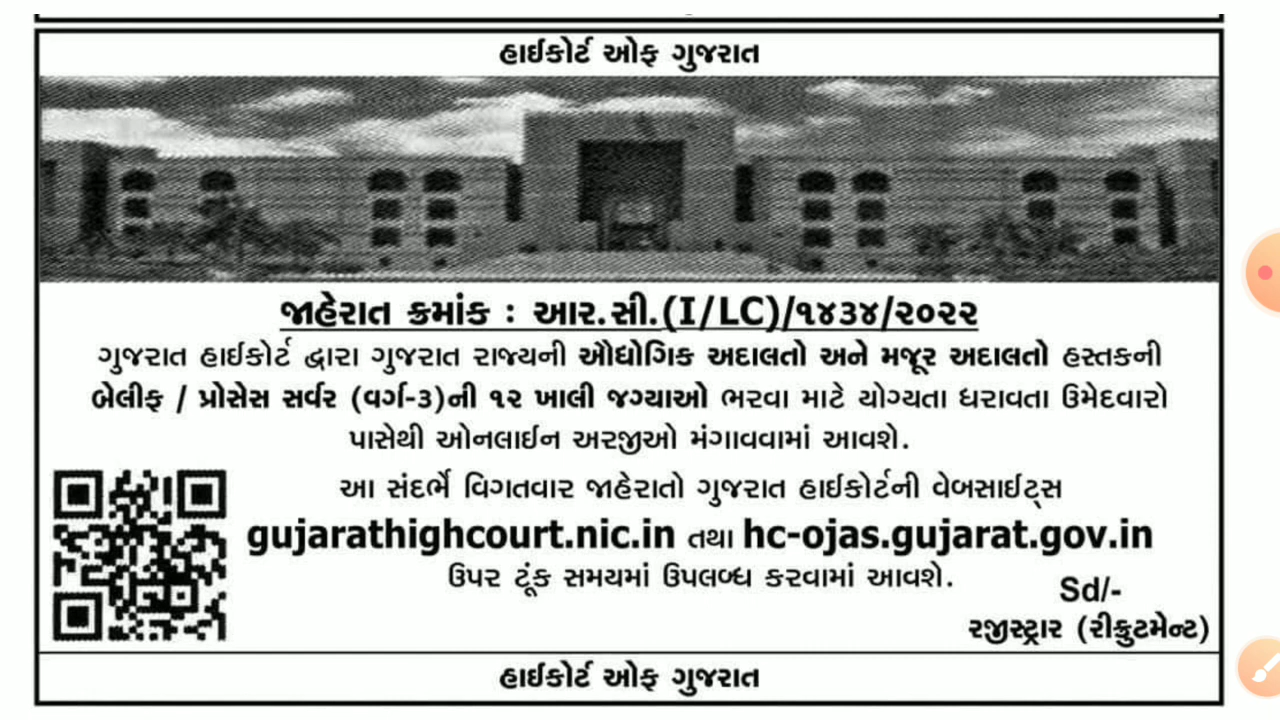 હાઈકોર્ટ ઓફ ગુજરાત
જાહેરાત ક્રમાંક : આર.સી.(I/LC)/૧૪૩૪/૨૦૨૨
ગુજરાત હાઈકોર્ટ દ્વારા ગુજરાત રાજ્યની ઔધોગિક અદાલતો અને મજૂર અદાલતો હસ્તકની
બેલીફ / પ્રોસેસ સર્વર (વર્ગ-૩)ની ૧૨ ખાલી જગ્યાઓ ભરવા માટે યોગ્યતા ધરાવતા ઉમેદવારો
પાસેથી ઓનલાઈન અરજીઓ મંગાવવામાં આવશે.
આ સંદર્ભે વિગતવાર જાહેરાતો ગુજરાત હાઈકોર્ટની વેબસાઈટ્સ
gujarathighcourt.nic.in તથા hc-ojas.gujarat.gov.in
ઉપર ટૂંક સમયમાં ઉપલબ્ધ કરવામાં આવશે.
Sd/-
રજીસ્ટ્રાર (રીક્રુટમેન્ટ)
હાઈકોર્ટ ઓફ ગુજરાત